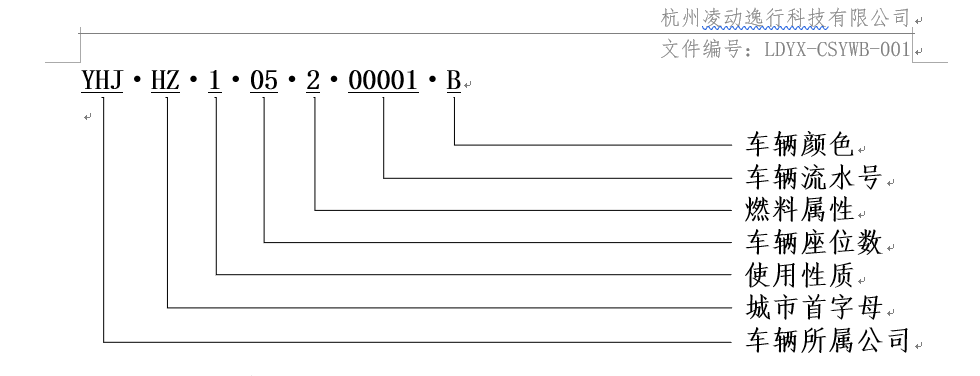 杭州凌动逸行科技有限公司
文件编号：LDYX-CSYWB-001
YHJ·HZ·1·05·2·00001·B
车辆颜色
车辆流水号
燃料属性
车辆座位数
使用性质
城市首字母
车辆所属公司